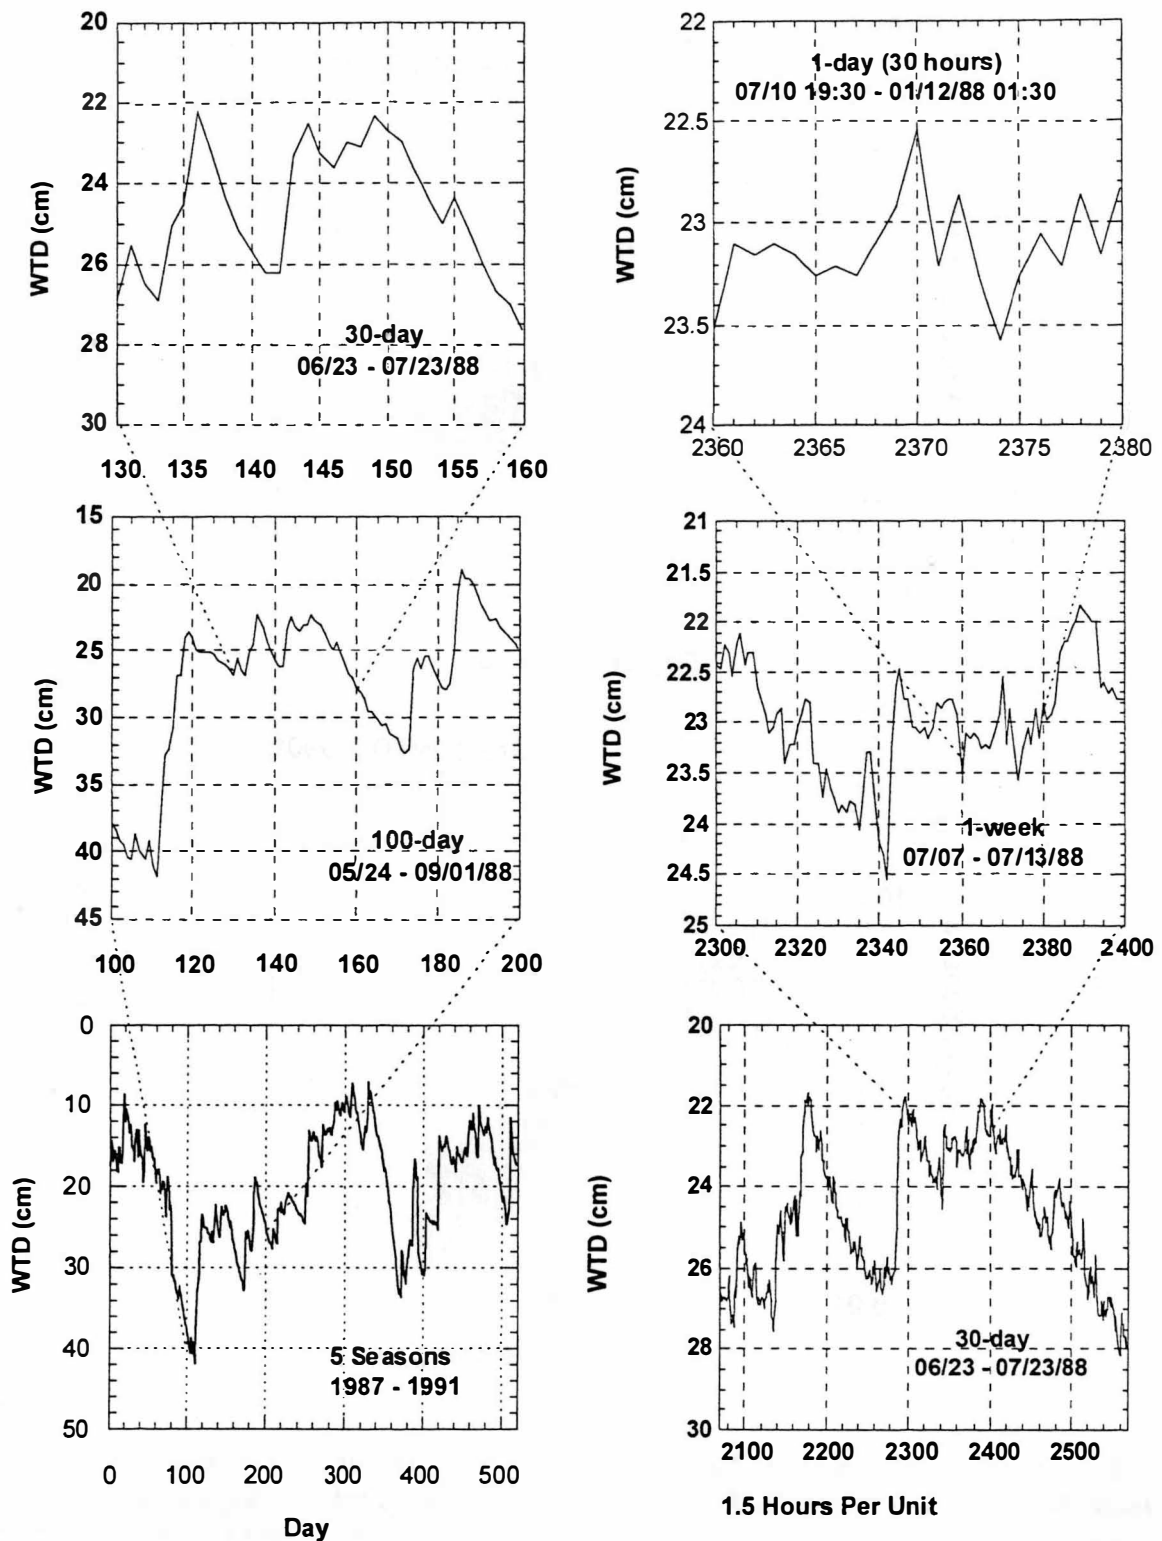 20
22
24
26
28
30
WTD (cm)
30-day
06/23 - 07/23/88
130 135 140 145 150 155 160
22
22.5
23
23.5
24
WTD (cm)
1-day (30 hours)
07/10 19:30 - 01/12/88 01:30
2360 2365 2370 2375 2380
15
20
25
30
35
40
45
WTD (cm)
100-day
05/24 - 09/01/88
100 120 140 160 180 200
21
21.5
22
22.5
23
23.5
24
24.5
25
WTD (cm)
1-week
07/07 - 07/13/88
2300 2320 2340 2360 2380 2400
0
10
20
30
40
50
WTD (cm)
5 Seasons
1987 - 1991
0 100 200 300 400 500
Day
20
22
24
26
28
30
WTD (cm)
30-day
06/23 - 07/23/88
2100 2200 2300 2400 2500
1.5 Hours Per Unit